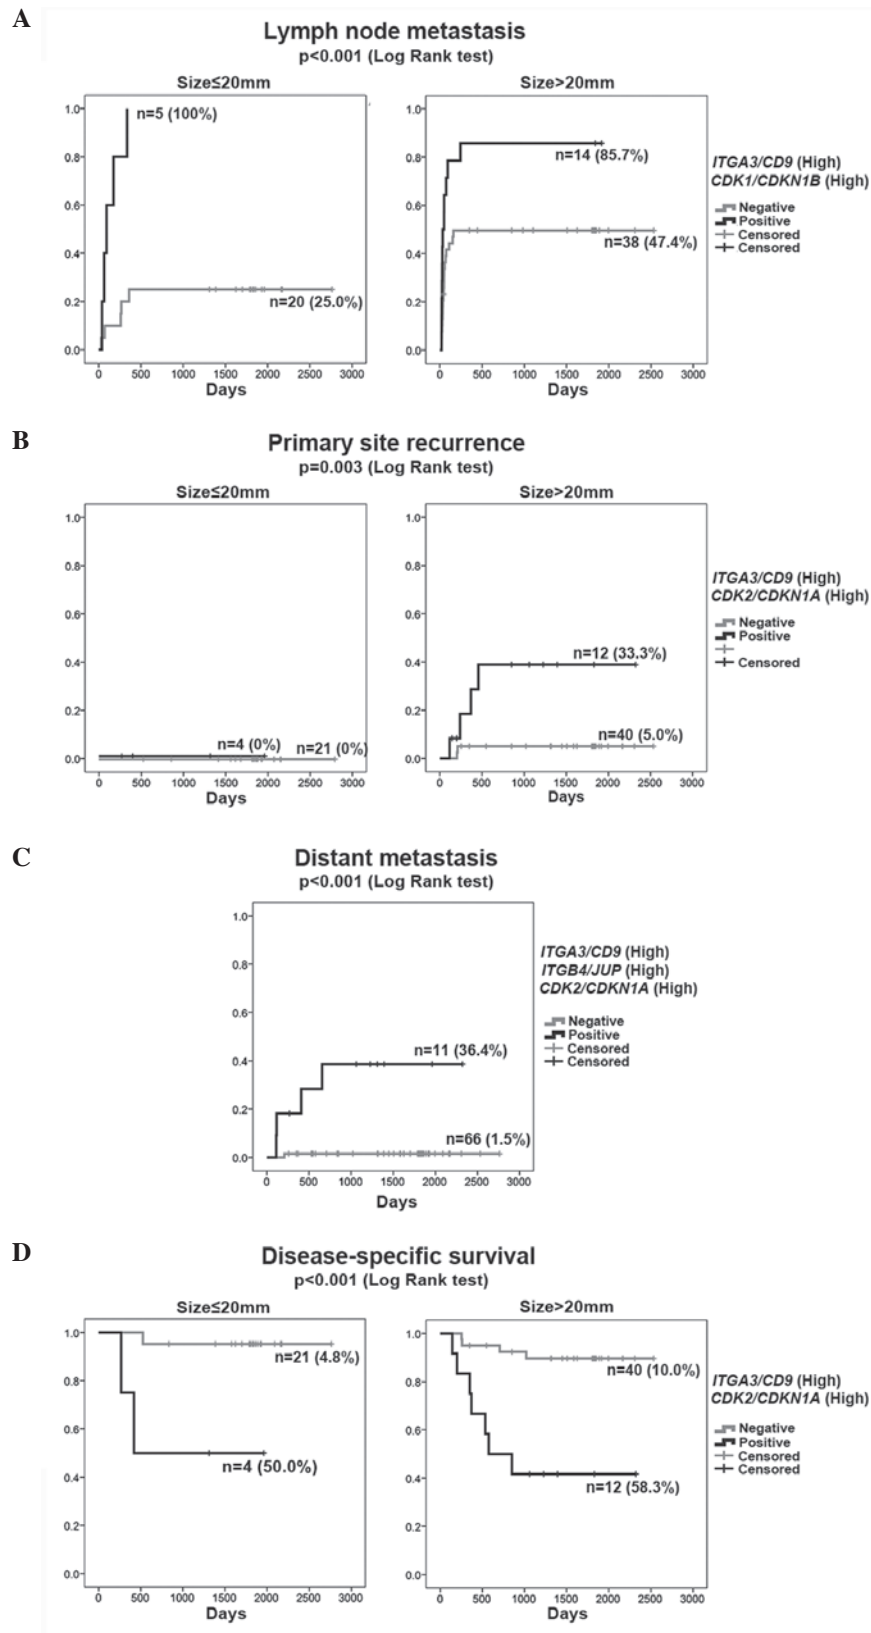 A
Lymph node metastasis
p<0.001 (Log Rank test)
Size≤20mm
1.0
0.8
0.6
0.4
0.2
0.0
n=5 (100%)
n=20 (25.0%)
0 500 1000 1500 2000 2500 3000
Days
Size>20mm
1.0
0.8
0.6
0.4
0.2
0.0
n=14 (85.7%)
n=38 (47.4%)
0 500 1000 1500 2000 2500 3000
Days
ITGA3/CD9 (High)
CDK1/CDKN1B (High)
Negative
Positive
Censored
Censored
B
Primary site recurrence
p=0.003 (Log Rank test)
Size≤20mm
1.0
0.8
0.6
0.4
0.2
0.0
n=4 (0%)
n=21 (0%)
0 500 1000 1500 2000 2500 3000
Days
Size>20mm
1.0
0.8
0.6
0.4
0.2
0.0
n=12 (33.3%)
n=40 (5.0%)
0 500 1000 1500 2000 2500 3000
Days
ITGA3/CD9 (High)
CDK2/CDKN1A (High)
Negative
Positive
Censored
C
Distant metastasis
p<0.001 (Log Rank test)
1.0
0.8
0.6
0.4
0.2
0.0
n=11 (36.4%)
n=66 (1.5%)
0 500 1000 1500 2000 2500 3000
Days
ITGA3/CD9 (High)
ITGB4/JUP (High)
CDK2/CDKN1A (High)
Negative
Positive
Censored
Censored
D
Disease-specific survival
p<0.001 (Log Rank test)
Size≤20mm
1.0
0.8
0.6
0.4
0.2
0.0
n=21 (4.8%)
n=4 (50.0%)
0 500 1000 1500 2000 2500 3000
Days
Size>20mm
1.0
0.8
0.6
0.4
0.2
0.0
n=40 (10.0%)
n=12 (58.3%)
0 500 1000 1500 2000 2500 3000
Days
ITGA3/CD9 (High)
CDK2/CDKN1A (High)
Negative
Positive
Censored
Censored